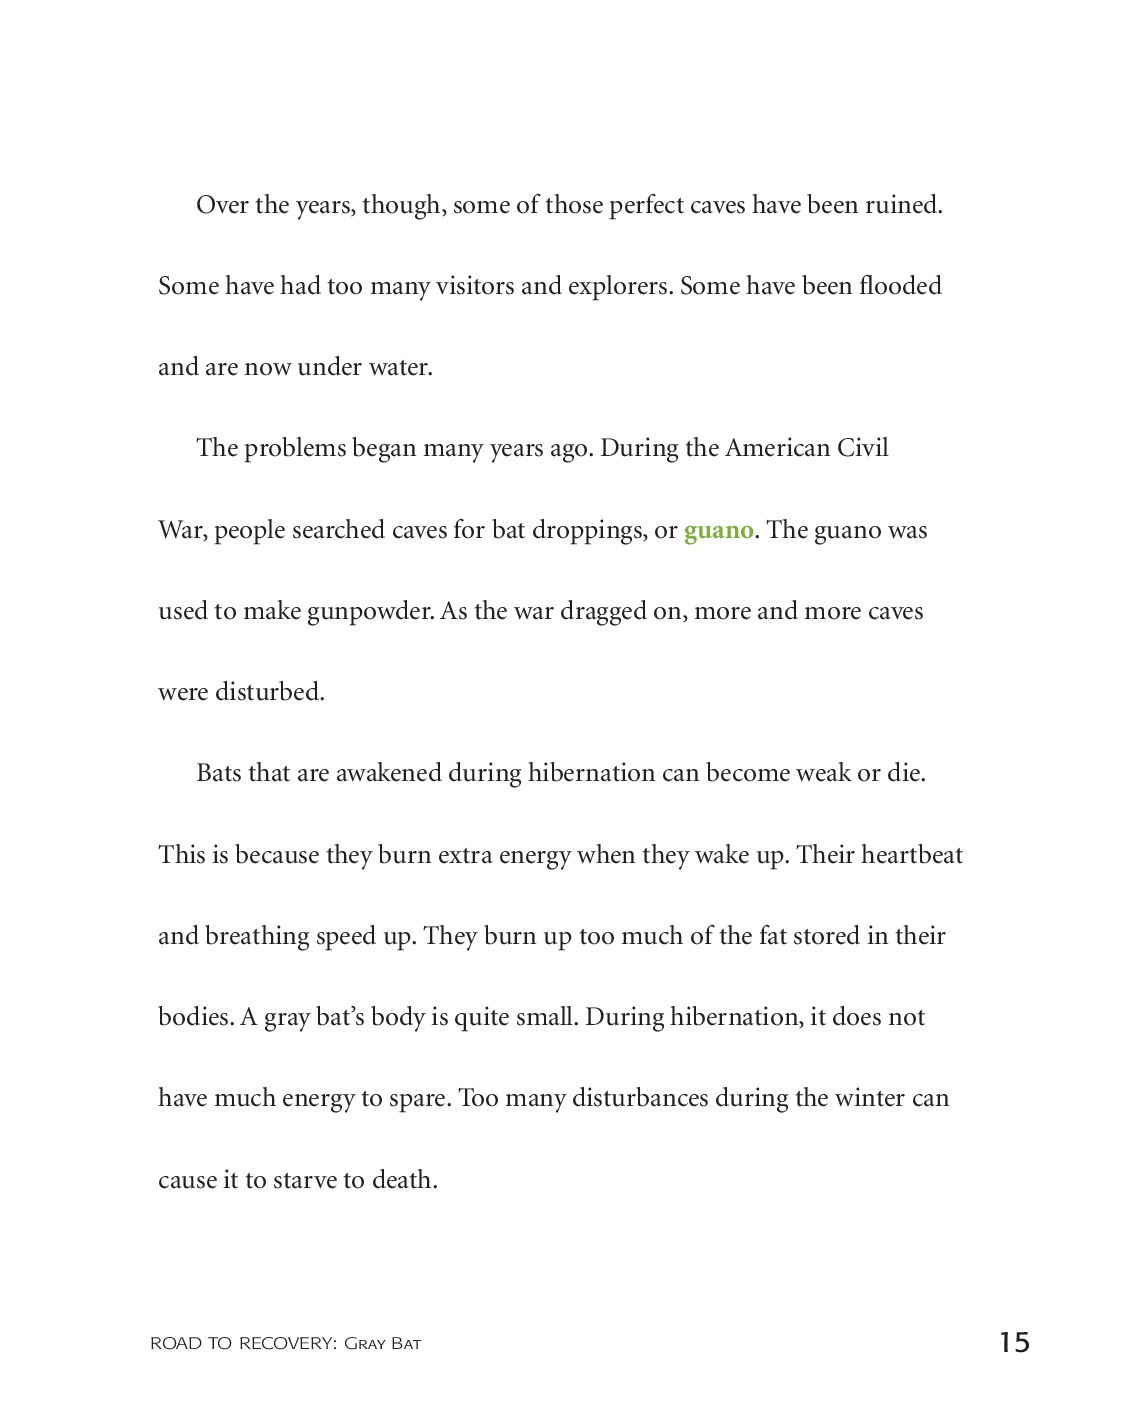 Over the years, though, some of those perfect caves have been ruined.
Some have had too many visitors and explorers. Some have been flooded
and are now under water.
The problems began many years ago. During the American Civil
War, people searched caves for bat droppings, or guano. The guano was
used to make gunpowder. As the war dragged on, more and more caves
were disturbed.
Bats that are awakened during hibernation can become weak or die.
This is because they burn extra energy when they wake up. Their heartbeat
and breathing speed up. They burn up too much of the fat stored in their
bodies. A gray bat’s body is quite small. During hibernation, it does not
have much energy to spare. Too many disturbances during the winter can
cause it to starve to death.
ROAD TO RECOVERY: Gray Bat
15